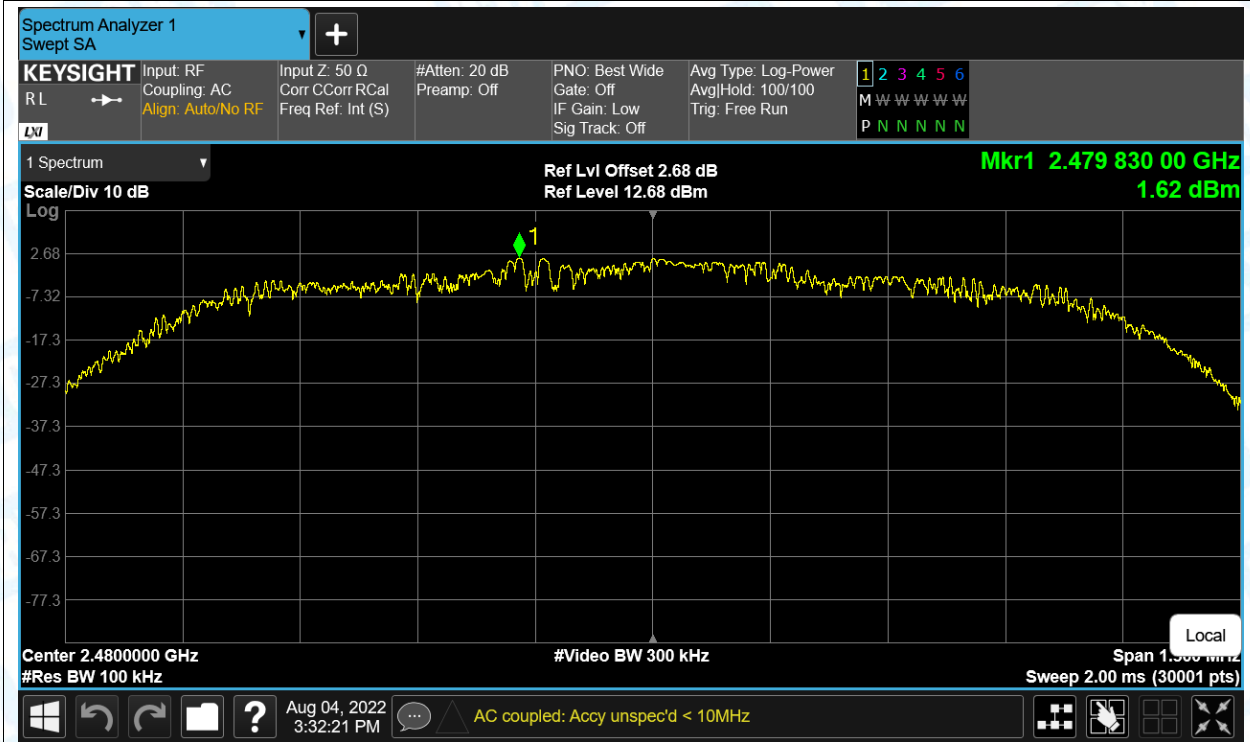 Spectrum Analyzer 1
Swept SA
+
KEYSIGHT
R L
LXI
Input: RF
Coupling: AC
Align: Auto/No RF
Input Z: 50 Ω
Corr CCorr RCal
Freq Ref: Int (S)
#Atten: 20 dB
Preamp: Off
PNO: Best Wide
Gate: Off
IF Gain: Low
Sig Track: Off
Avg Type: Log-Power
Avg|Hold: 100/100
Trig: Free Run
1 2 3 4 5 6
M W W W W W
P N N N N N
1 Spectrum
Scale/Div 10 dB
Log
Ref Lvl Offset 2.68 dB
Ref Level 12.68 dBm
Mkr1 2.479 830 00 GHz
1.62 dBm
1
2.68
-7.32
-17.3
-27.3
-37.3
-47.3
-57.3
-67.3
-77.3
Local
Center 2.4800000 GHz
#Video BW 300 kHz
Span
#Res BW 100 kHz
Sweep 2.00 ms (30001 pts)
?
Aug 04, 2022
3:32:21 PM
AC coupled: Accy unspec'd < 10MHz